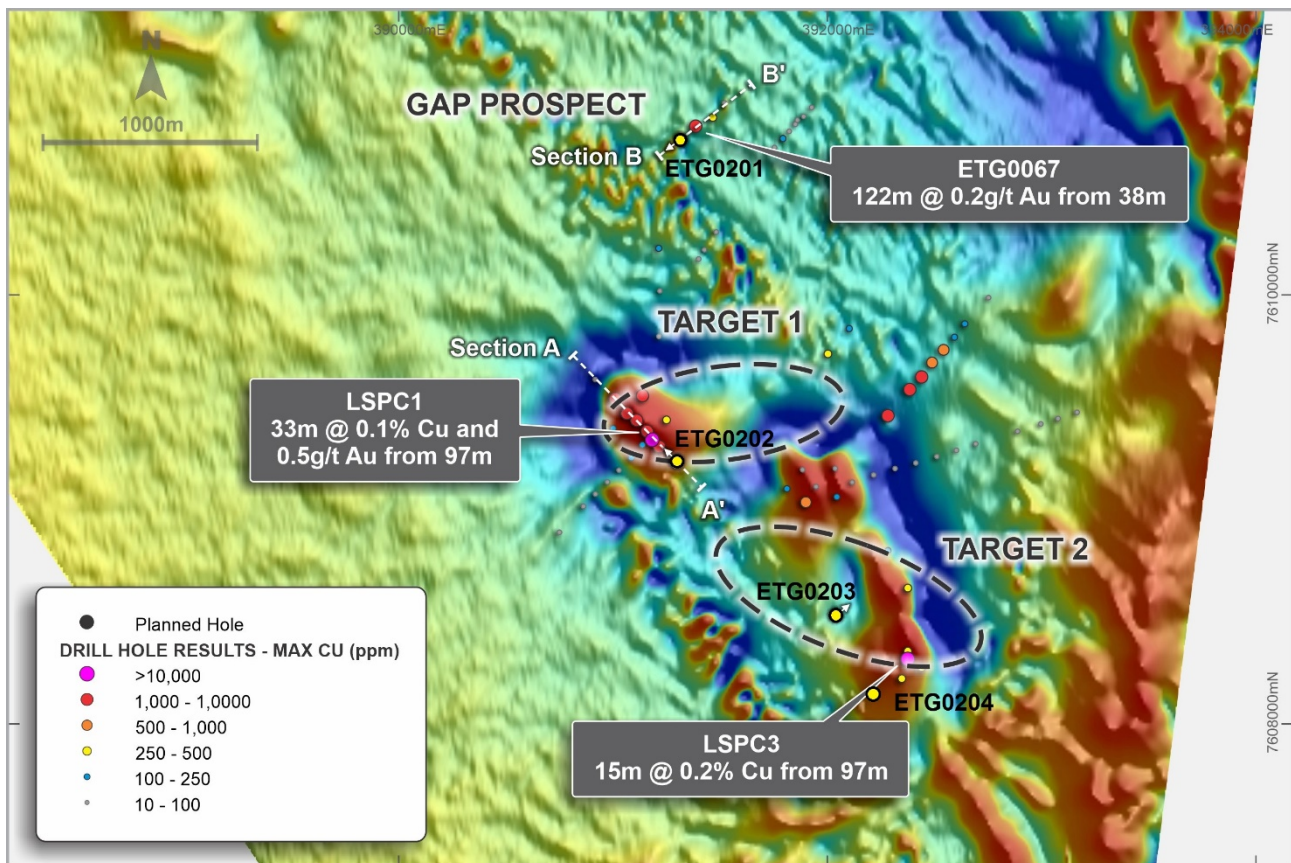 390000mE
392000mE
394000mE
N
1000m
GAP PROSPECT
B'
Section B
ETG0201
ETG0067
122m @ 0.2g/t Au from 38m
7610000mN
TARGET 1
Section A
LSPC1
33m @ 0.1% Cu and
0.5g/t Au from 97m
ETG0202
A'
TARGET 2
ETG0203
ETG0204
LSPC3
15m @ 0.2% Cu from 97m
7608000mN
Planned Hole
DRILL HOLE RESULTS - MAX CU (ppm)
>10,000
1,000 - 1,0000
500 - 1,000
250 - 500
100 - 250
10 - 100